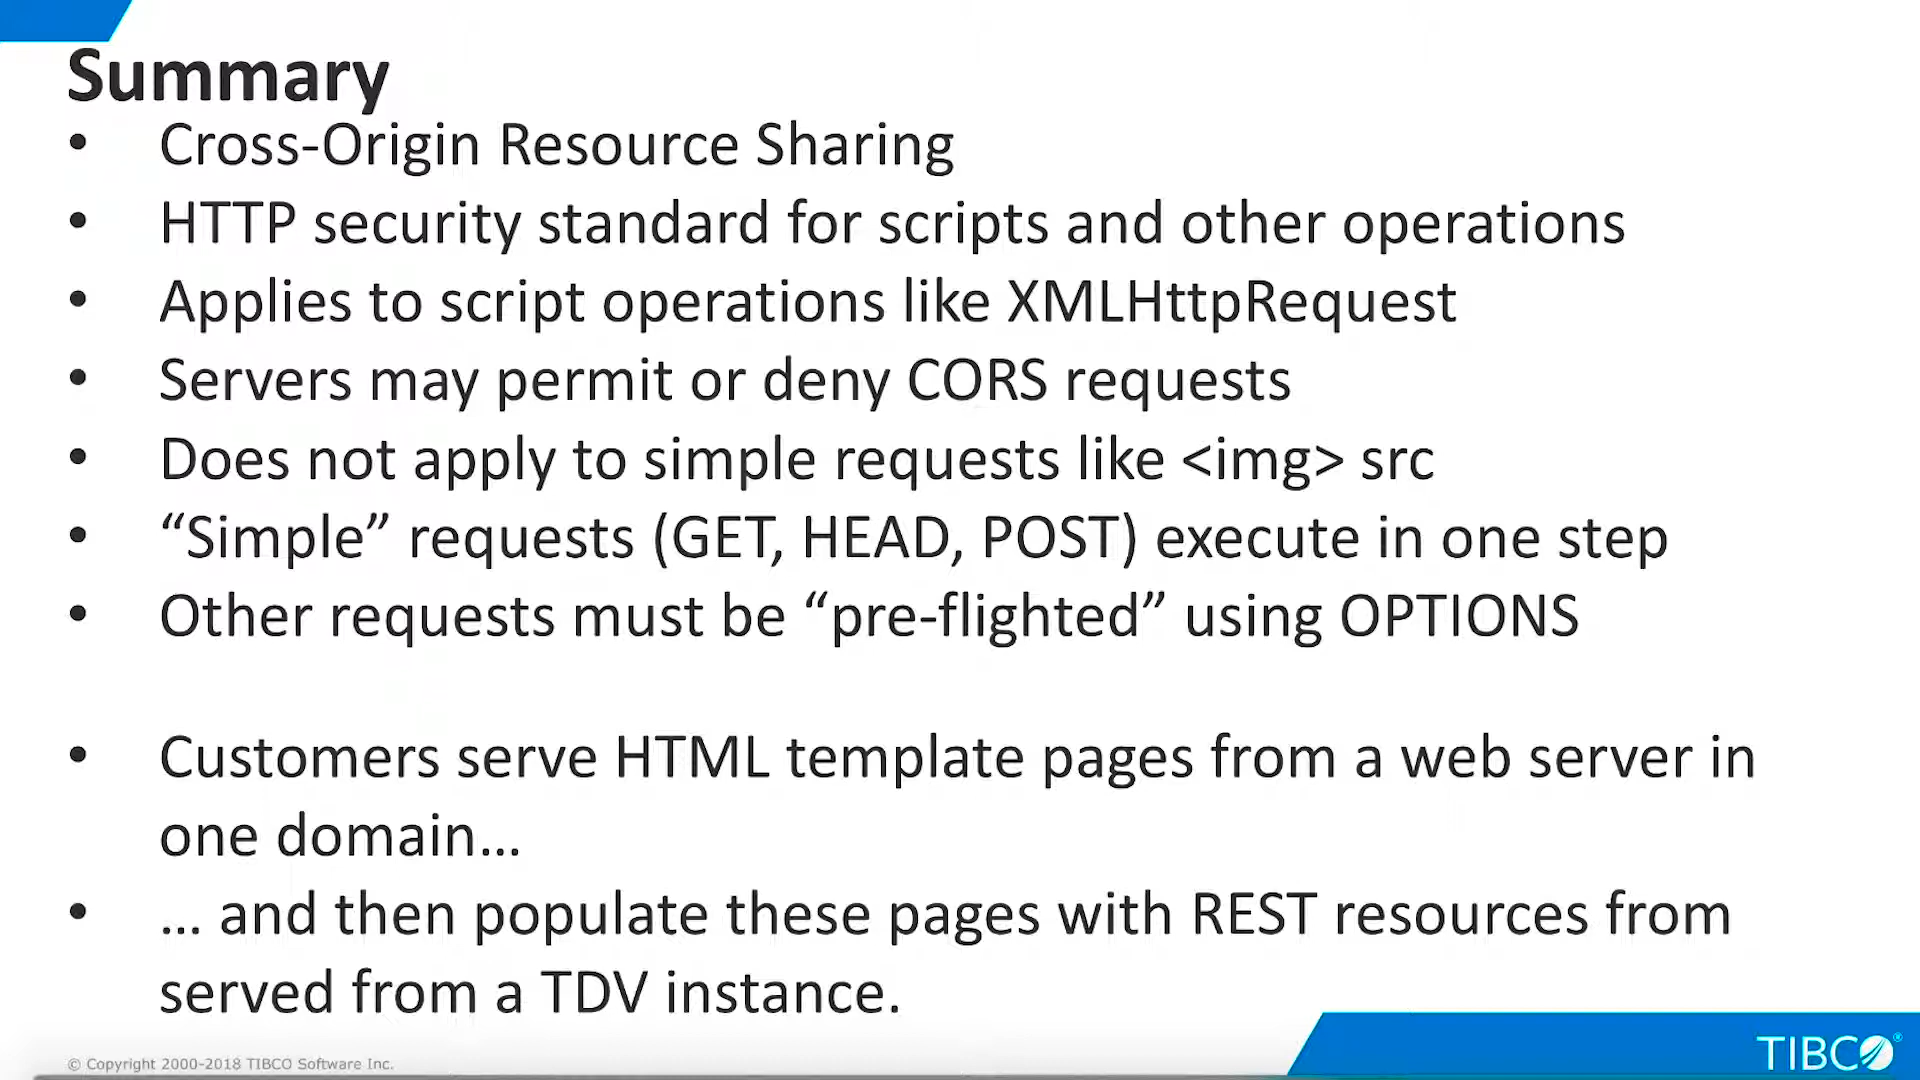 Summary
• Cross-Origin Resource Sharing
• HTTP security standard for scripts and other operations
• Applies to script operations like XMLHttpRequest
• Servers may permit or deny CORS requests
• Does not apply to simple requests like <img> src
• “Simple” requests (GET, HEAD, POST) execute in one step
• Other requests must be “pre-flighted” using OPTIONS
• Customers serve HTML template pages from a web server in
one domain…
• … and then populate these pages with REST resources from
served from a TDV instance.
© Copyright 2000-2018 TIBCO Software Inc.
TIBCO®